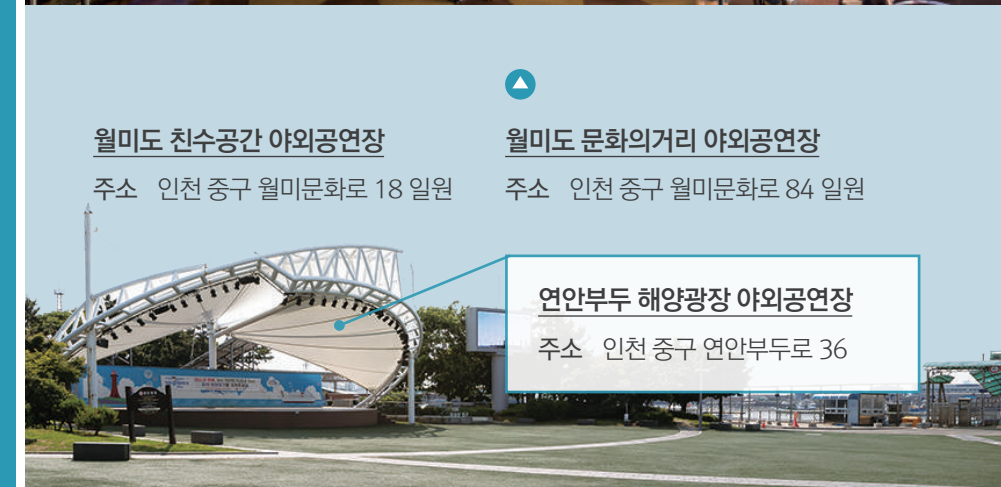 월미도 친수공간 야외공연장
주소 인천 중구 월미문화로 18 일원
월미도 문화의거리 야외공연장
주소 인천 중구 월미문화로 84 일원
연안부두 해양광장 야외공연장
주소 인천 중구 연안부두로 36